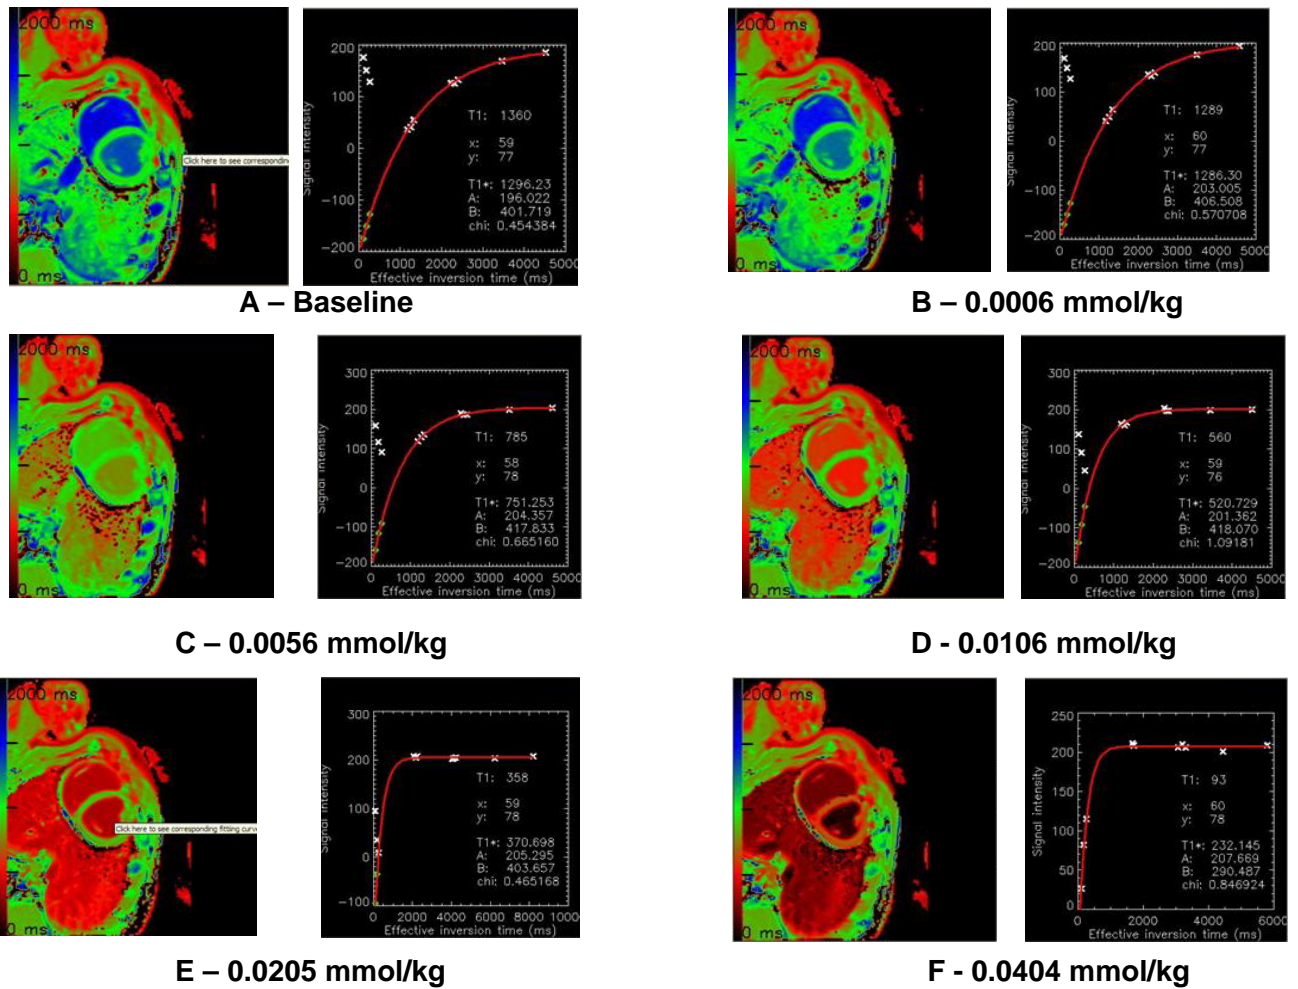 2000 ms
0 ms
Click here to see corresponding
200
100
0
−100
−200
Signal intensity
T1: 1360
x: 59
y: 77
T1*: 1296.23
A: 196.022
B: 401.719
chi: 0.454384
0 1000 2000 3000 4000 5000
Effective inversion time (ms)
A – Baseline
2000 ms
0 ms
200
100
0
−100
−200
Signal intensity
T1: 1289
x: 60
y: 77
T1*: 1286.30
A: 203.005
B: 406.508
chi: 0.570708
0 1000 2000 3000 4000 5000
Effective inversion time (ms)
B – 0.0006 mmol/kg
2000 ms
0 ms
300
200
100
0
−100
−200
Signal intensity
T1: 785
x: 58
y: 78
T1*: 751.253
A: 204.357
B: 417.833
chi: 0.665160
0 1000 2000 3000 4000 5000
Effective inversion time (ms)
C – 0.0056 mmol/kg
2000 ms
0 ms
300
200
100
0
−100
−200
Signal intensity
T1: 560
x: 59
y: 76
T1*: 520.729
A: 201.362
B: 418.070
chi: 1.09181
0 1000 2000 3000 4000 5000
Effective inversion time (ms)
D - 0.0106 mmol/kg
2000 ms
0 ms
Click here to see corresponding fitting curv
300
200
100
0
−100
Signal intensity
T1: 358
x: 59
y: 78
T1*: 370.698
A: 205.295
B: 403.657
chi: 0.465168
0 2000 4000 6000 8000 10000
Effective inversion time (ms)
E – 0.0205 mmol/kg
2000 ms
0 ms
250
200
150
100
50
0
Signal intensity
T1: 93
x: 60
y: 78
T1*: 232.145
A: 207.669
B: 290.487
chi: 0.846924
0 2000 4000 6000
Effective inversion time (ms)
F - 0.0404 mmol/kg